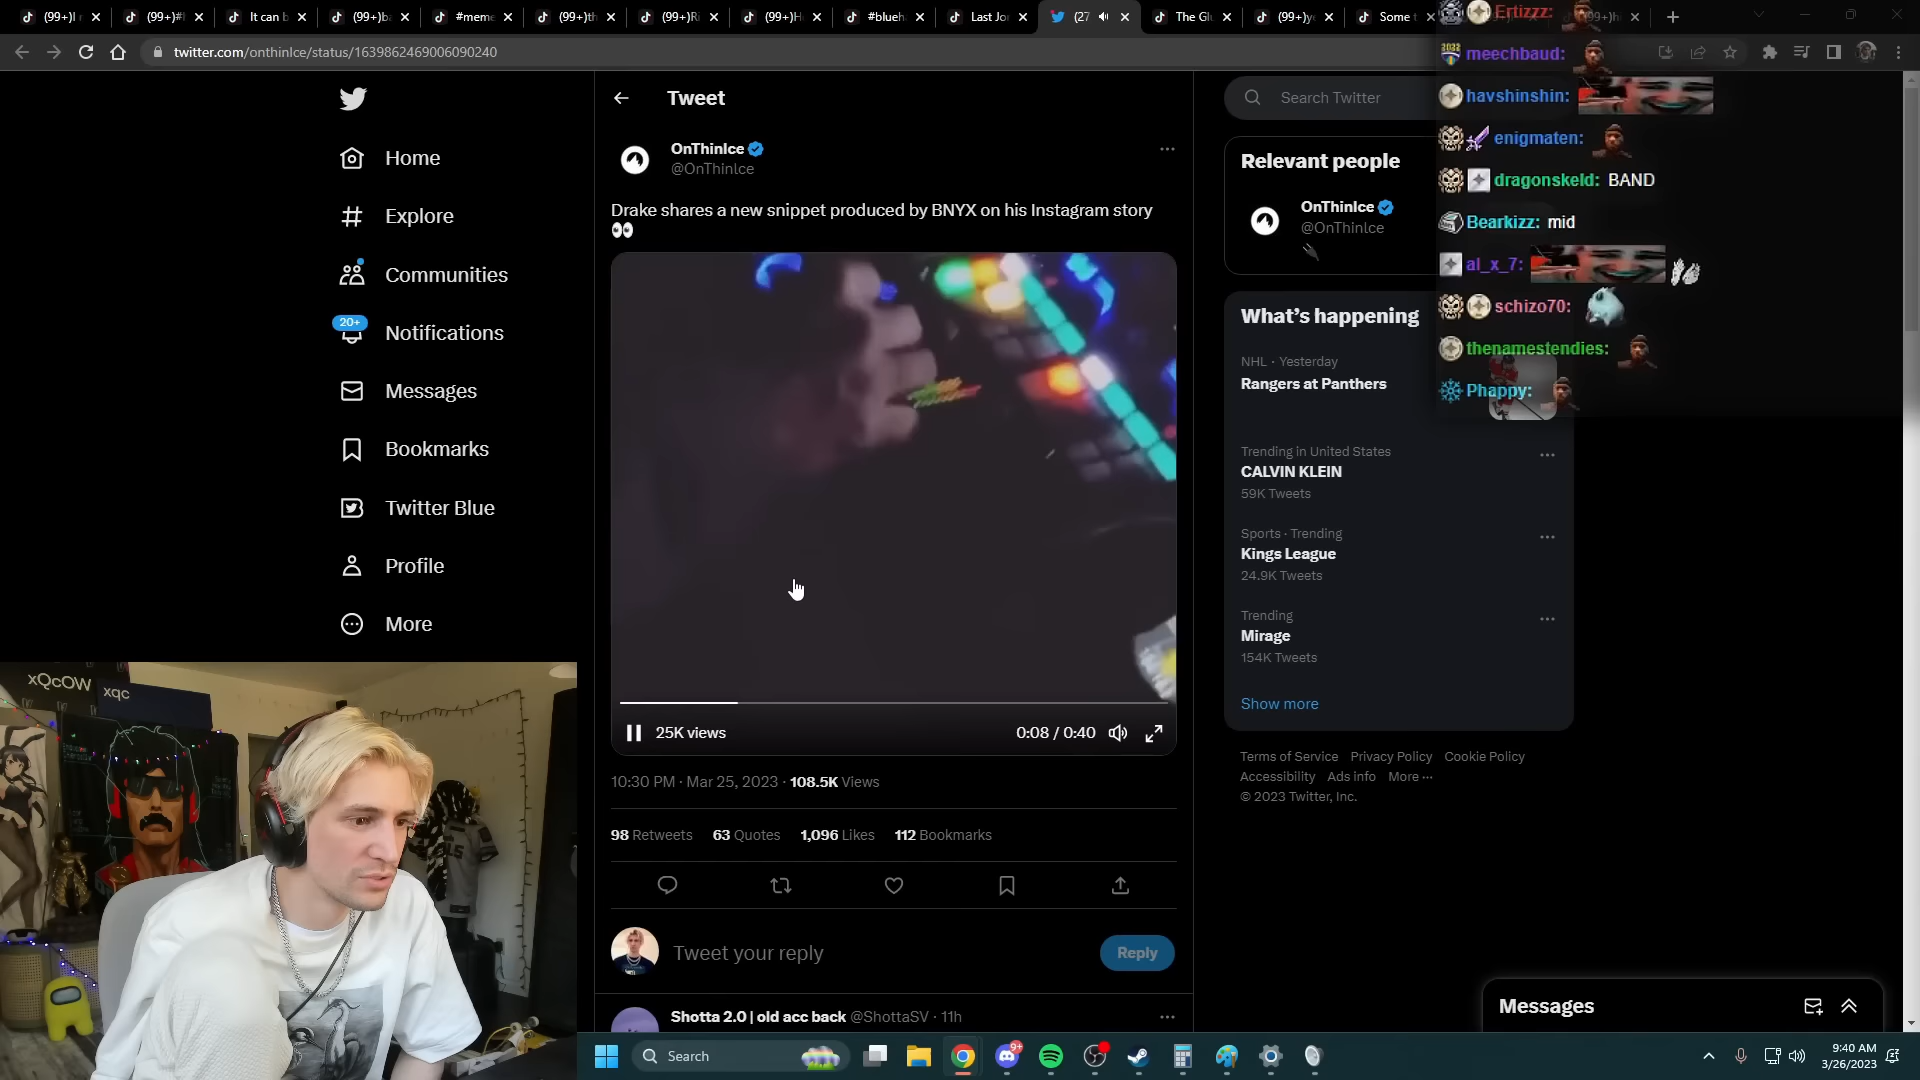 (99+)
(99+)#
It can b
(99+)
#meme
(99+)th
(99+)Ri
(99+)H
#blueh
Last Jo
(27
The Gl
(99+)y
Some t
twitter.com/onthinIce/status/1639862469006090240
Home
Explore
Communities
20+
Notifications
Messages
Bookmarks
Twitter Blue
Profile
More
Tweet
OnThinIce
@OnThinIce
Drake shares a new snippet produced by BNYX on his Instagram story
👀
25K views
0:08 / 0:40
10:30 PM · Mar 25, 2023 · 108.5K Views
98 Retweets 63 Quotes 1,096 Likes 112 Bookmarks
Tweet your reply
Reply
Shotta 2.0 | old acc back @ShottaSV · 11h
Search Twitter
Relevant people
OnThinIce
@OnThinIce
What's happening
NHL · Yesterday
Rangers at Panthers
Trending in United States
CALVIN KLEIN
59K Tweets
Sports · Trending
Kings League
24.9K Tweets
Trending
Mirage
154K Tweets
Show more
Terms of Service Privacy Policy Cookie Policy
Accessibility Ads info More ···
© 2023 Twitter, Inc.
Ertizzz:
meechbaud:
havshinshin:
enigmaten:
dragonskeld: BAND
Bearkizz: mid
al_x_7:
schizo70:
thenamestendies:
Phappy:
Messages
xQcOW
xqc
Search
9+
9:40 AM
3/26/2023